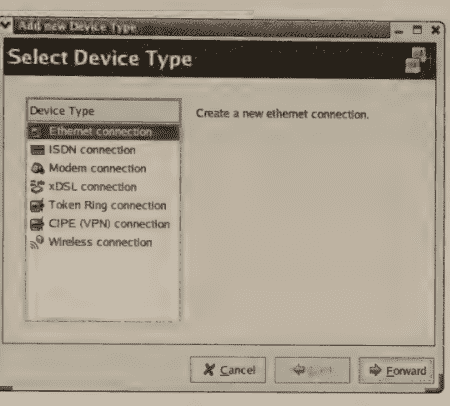 Add new Device Type
Select Device Type
Device Type
Ethernet connection
ISDN connection
Modem connection
xDSL connection
Token Ring connection
CIPE (VPN) connection
Wireless connection
Create a new ethernet connection.
Cancel
Forward